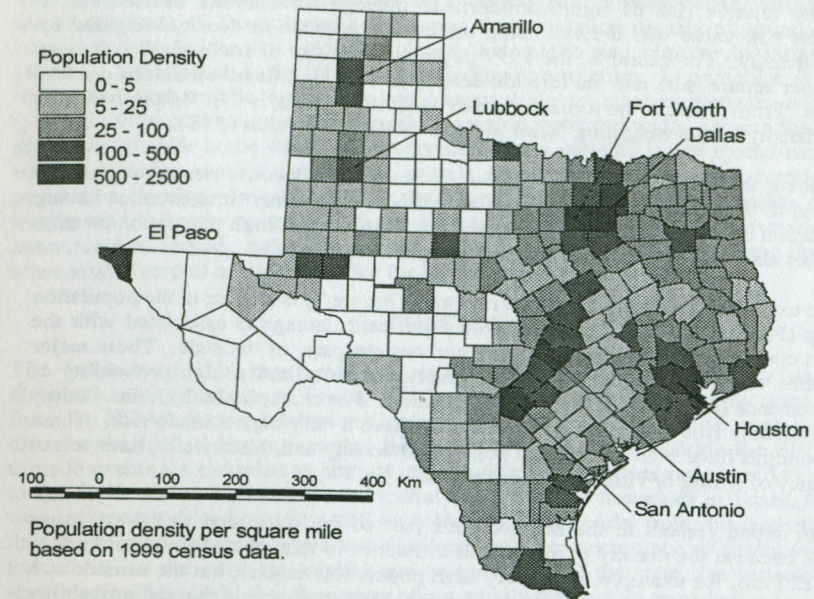 Amarillo
Population Density
0 - 5
5 - 25
25 - 100
100 - 500
500 - 2500
Lubbock
Fort Worth
Dallas
El Paso
Houston
Austin
San Antonio
100 0 100 200 300 400 Km
Population density per square mile
based on 1999 census data.